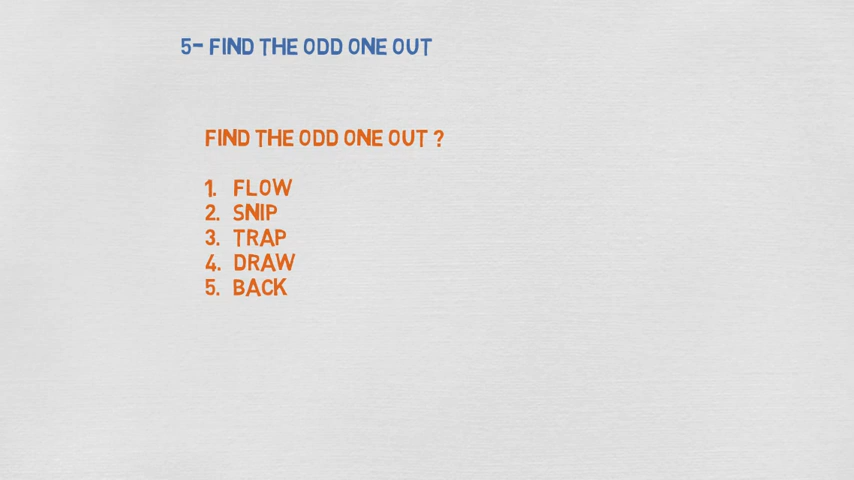 5- FIND THE ODD ONE OUT
FIND THE ODD ONE OUT ?
1. FLOW
2. SNIP
3. TRAP
4. DRAW
5. BACK